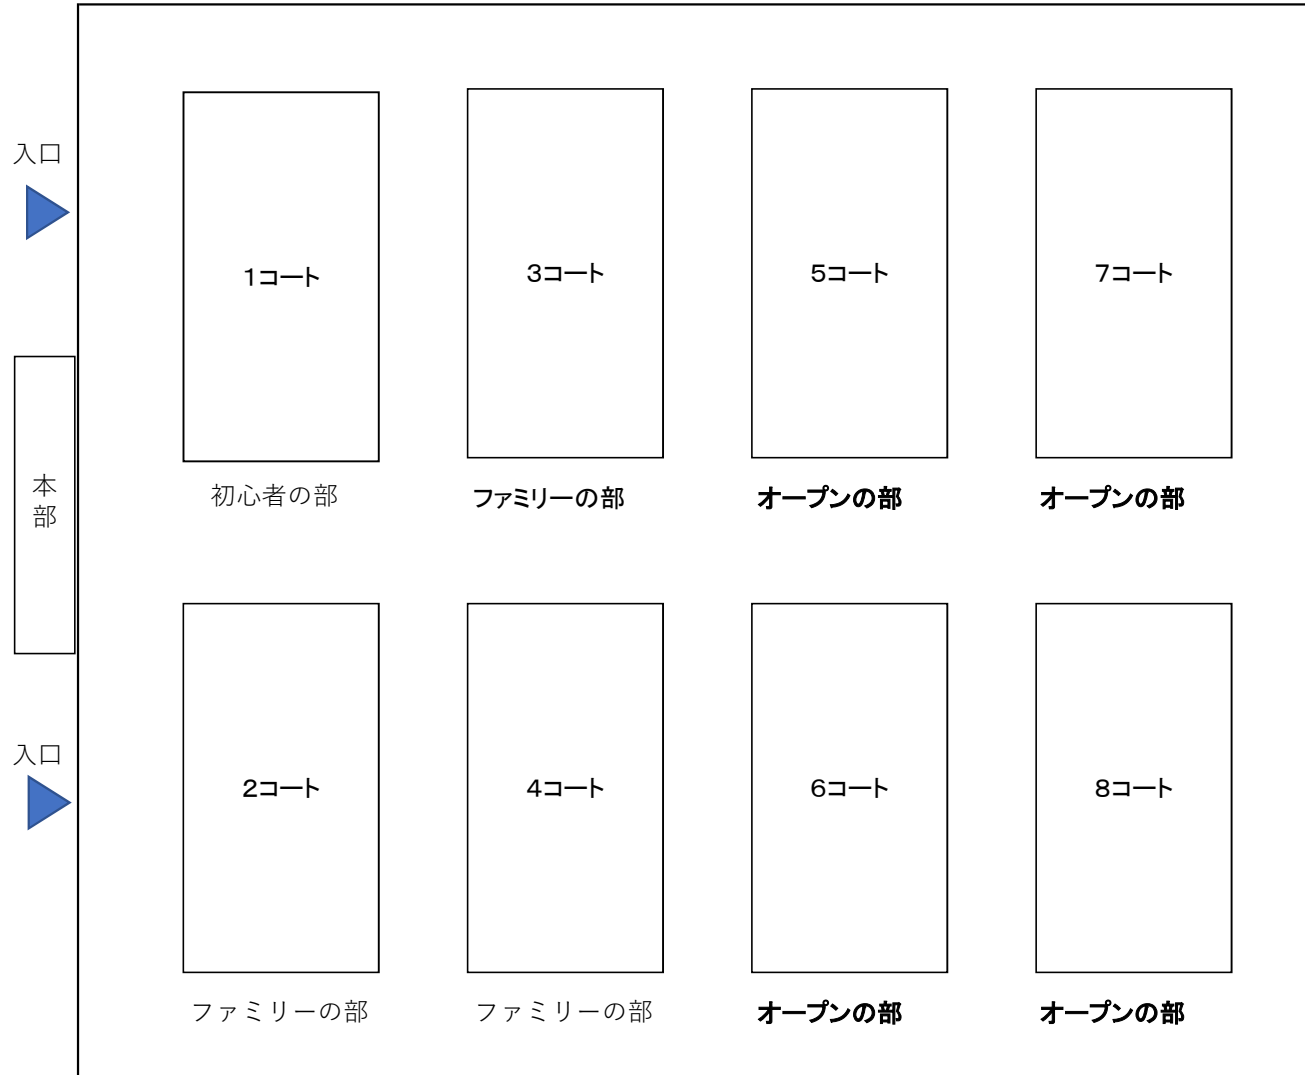 入口
1コート
3コート
5コート
7コート
本
部
初心者の部
ファミリーの部
オープンの部
オープンの部
入口
2コート
4コート
6コート
8コート
ファミリーの部
ファミリーの部
オープンの部
オープンの部